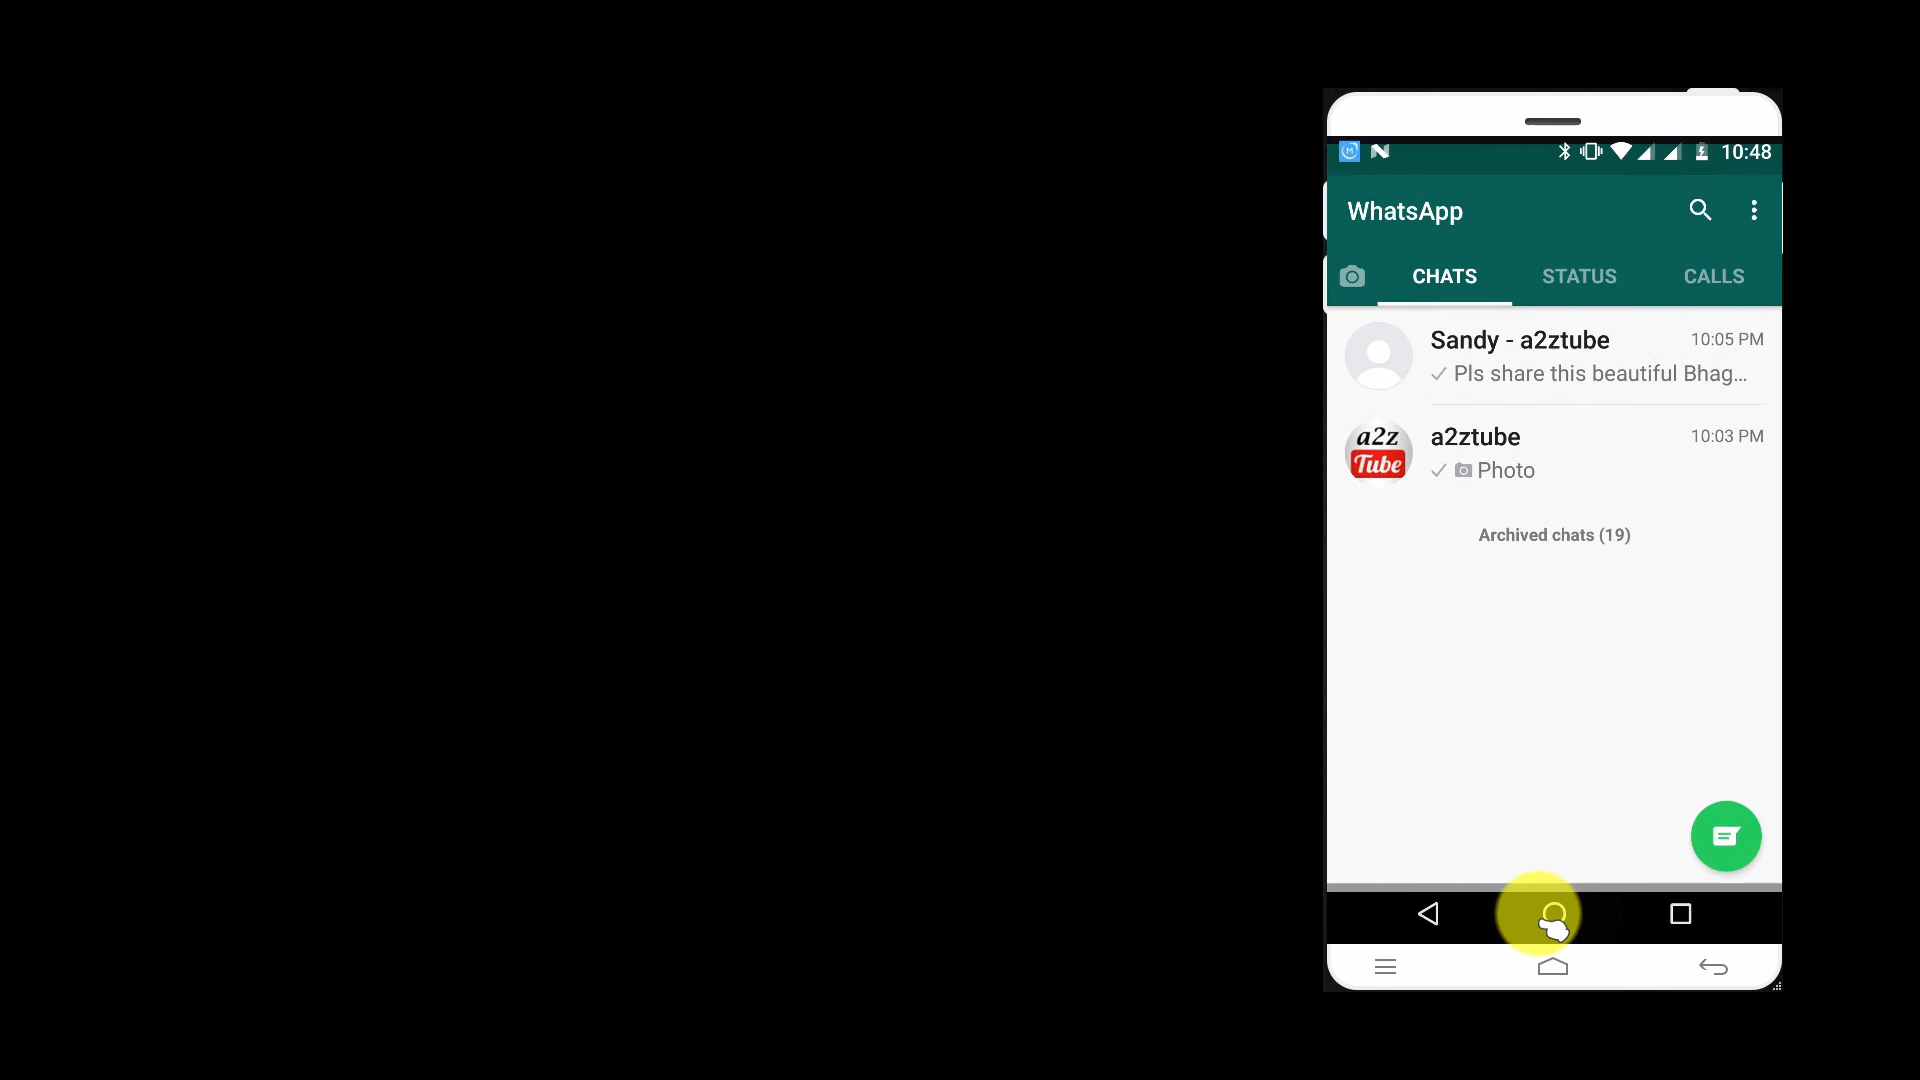 10:48
WhatsApp
CHATS STATUS CALLS
Sandy - a2ztube 10:05 PM
Pls share this beautiful Bhag...
a2z
Tube
a2ztube 10:03 PM
Photo
Archived chats (19)